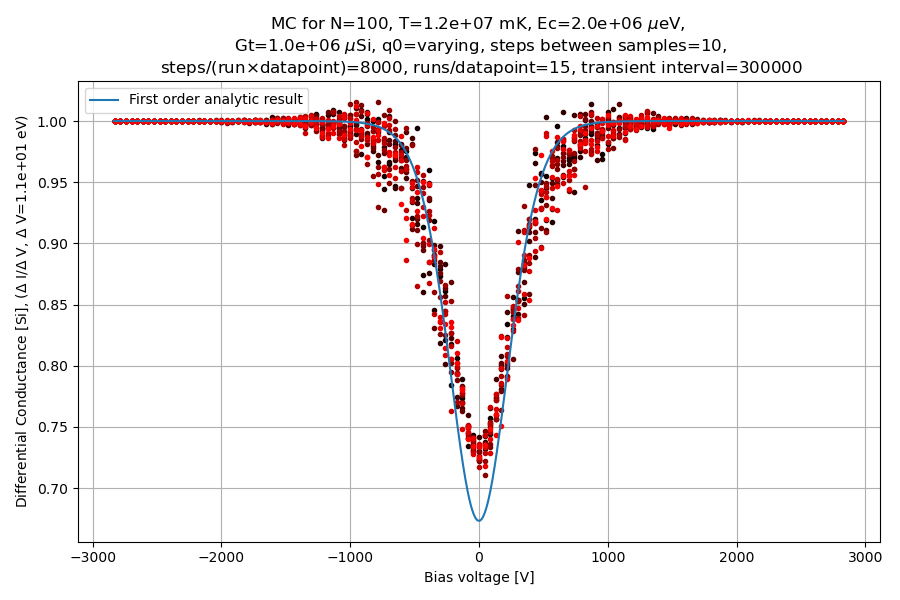 MC for N=100, T=1.2e+07 mK, Ec=2.0e+06 μeV,
Gt=1.0e+06 μSi, q0=varying, steps between samples=10,
steps/(run×datapoint)=8000, runs/datapoint=15, transient interval=300000
First order analytic result
Differential Conductance [Si], (Δ I/Δ V, Δ V=1.1e+01 eV)
1.00
0.95
0.90
0.85
0.80
0.75
0.70
−3000
−2000
−1000
0
1000
2000
3000
Bias voltage [V]